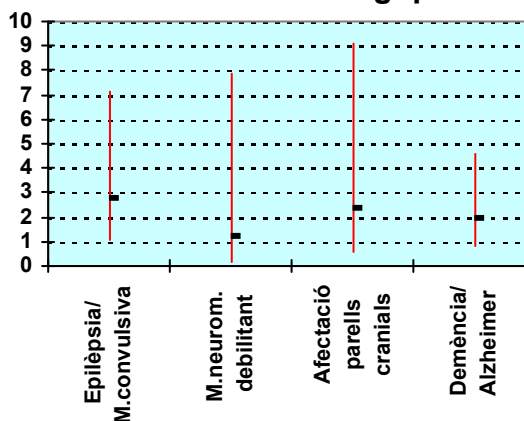 10
9
8
7
6
5
4
3
2
1
0
Epilèpsia/
M.convulsiva
M.neurom.
debilitant
Afectació
parells
cranials
Demència/
Alzheimer